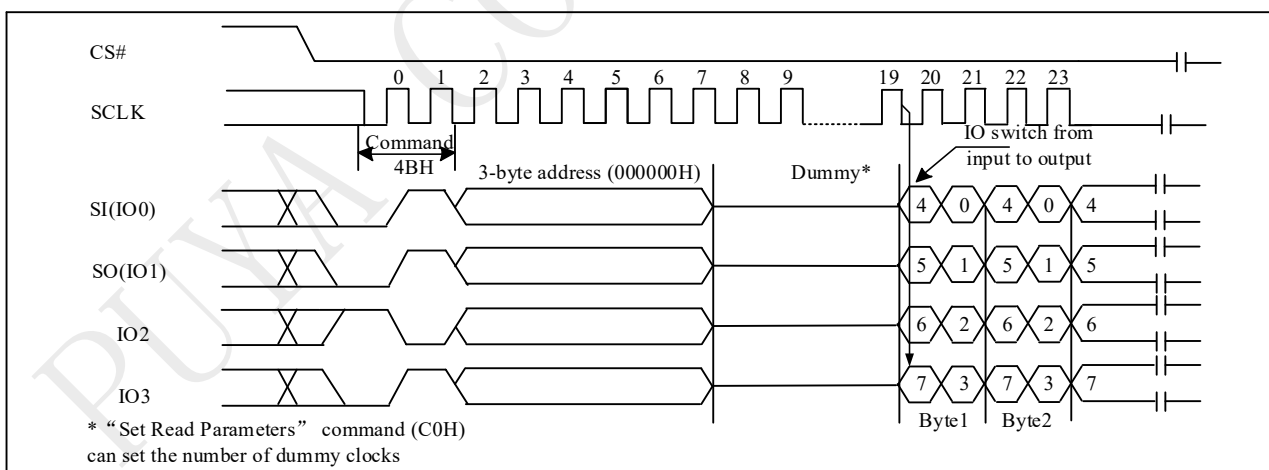 CS#
0 1 2 3 4 5 6 7 8 9 19 20 21 22 23
SCLK
Command
4BH
IO switch from
input to output
3-byte address (000000H)
Dummy*
SI(IO0)
4 0 4 0 4
SO(IO1)
5 1 5 1 5
IO2
6 2 6 2 6
IO3
7 3 7 3 7
Byte1 Byte2
* “Set Read Parameters” command (C0H)
can set the number of dummy clocks
PUYA CO